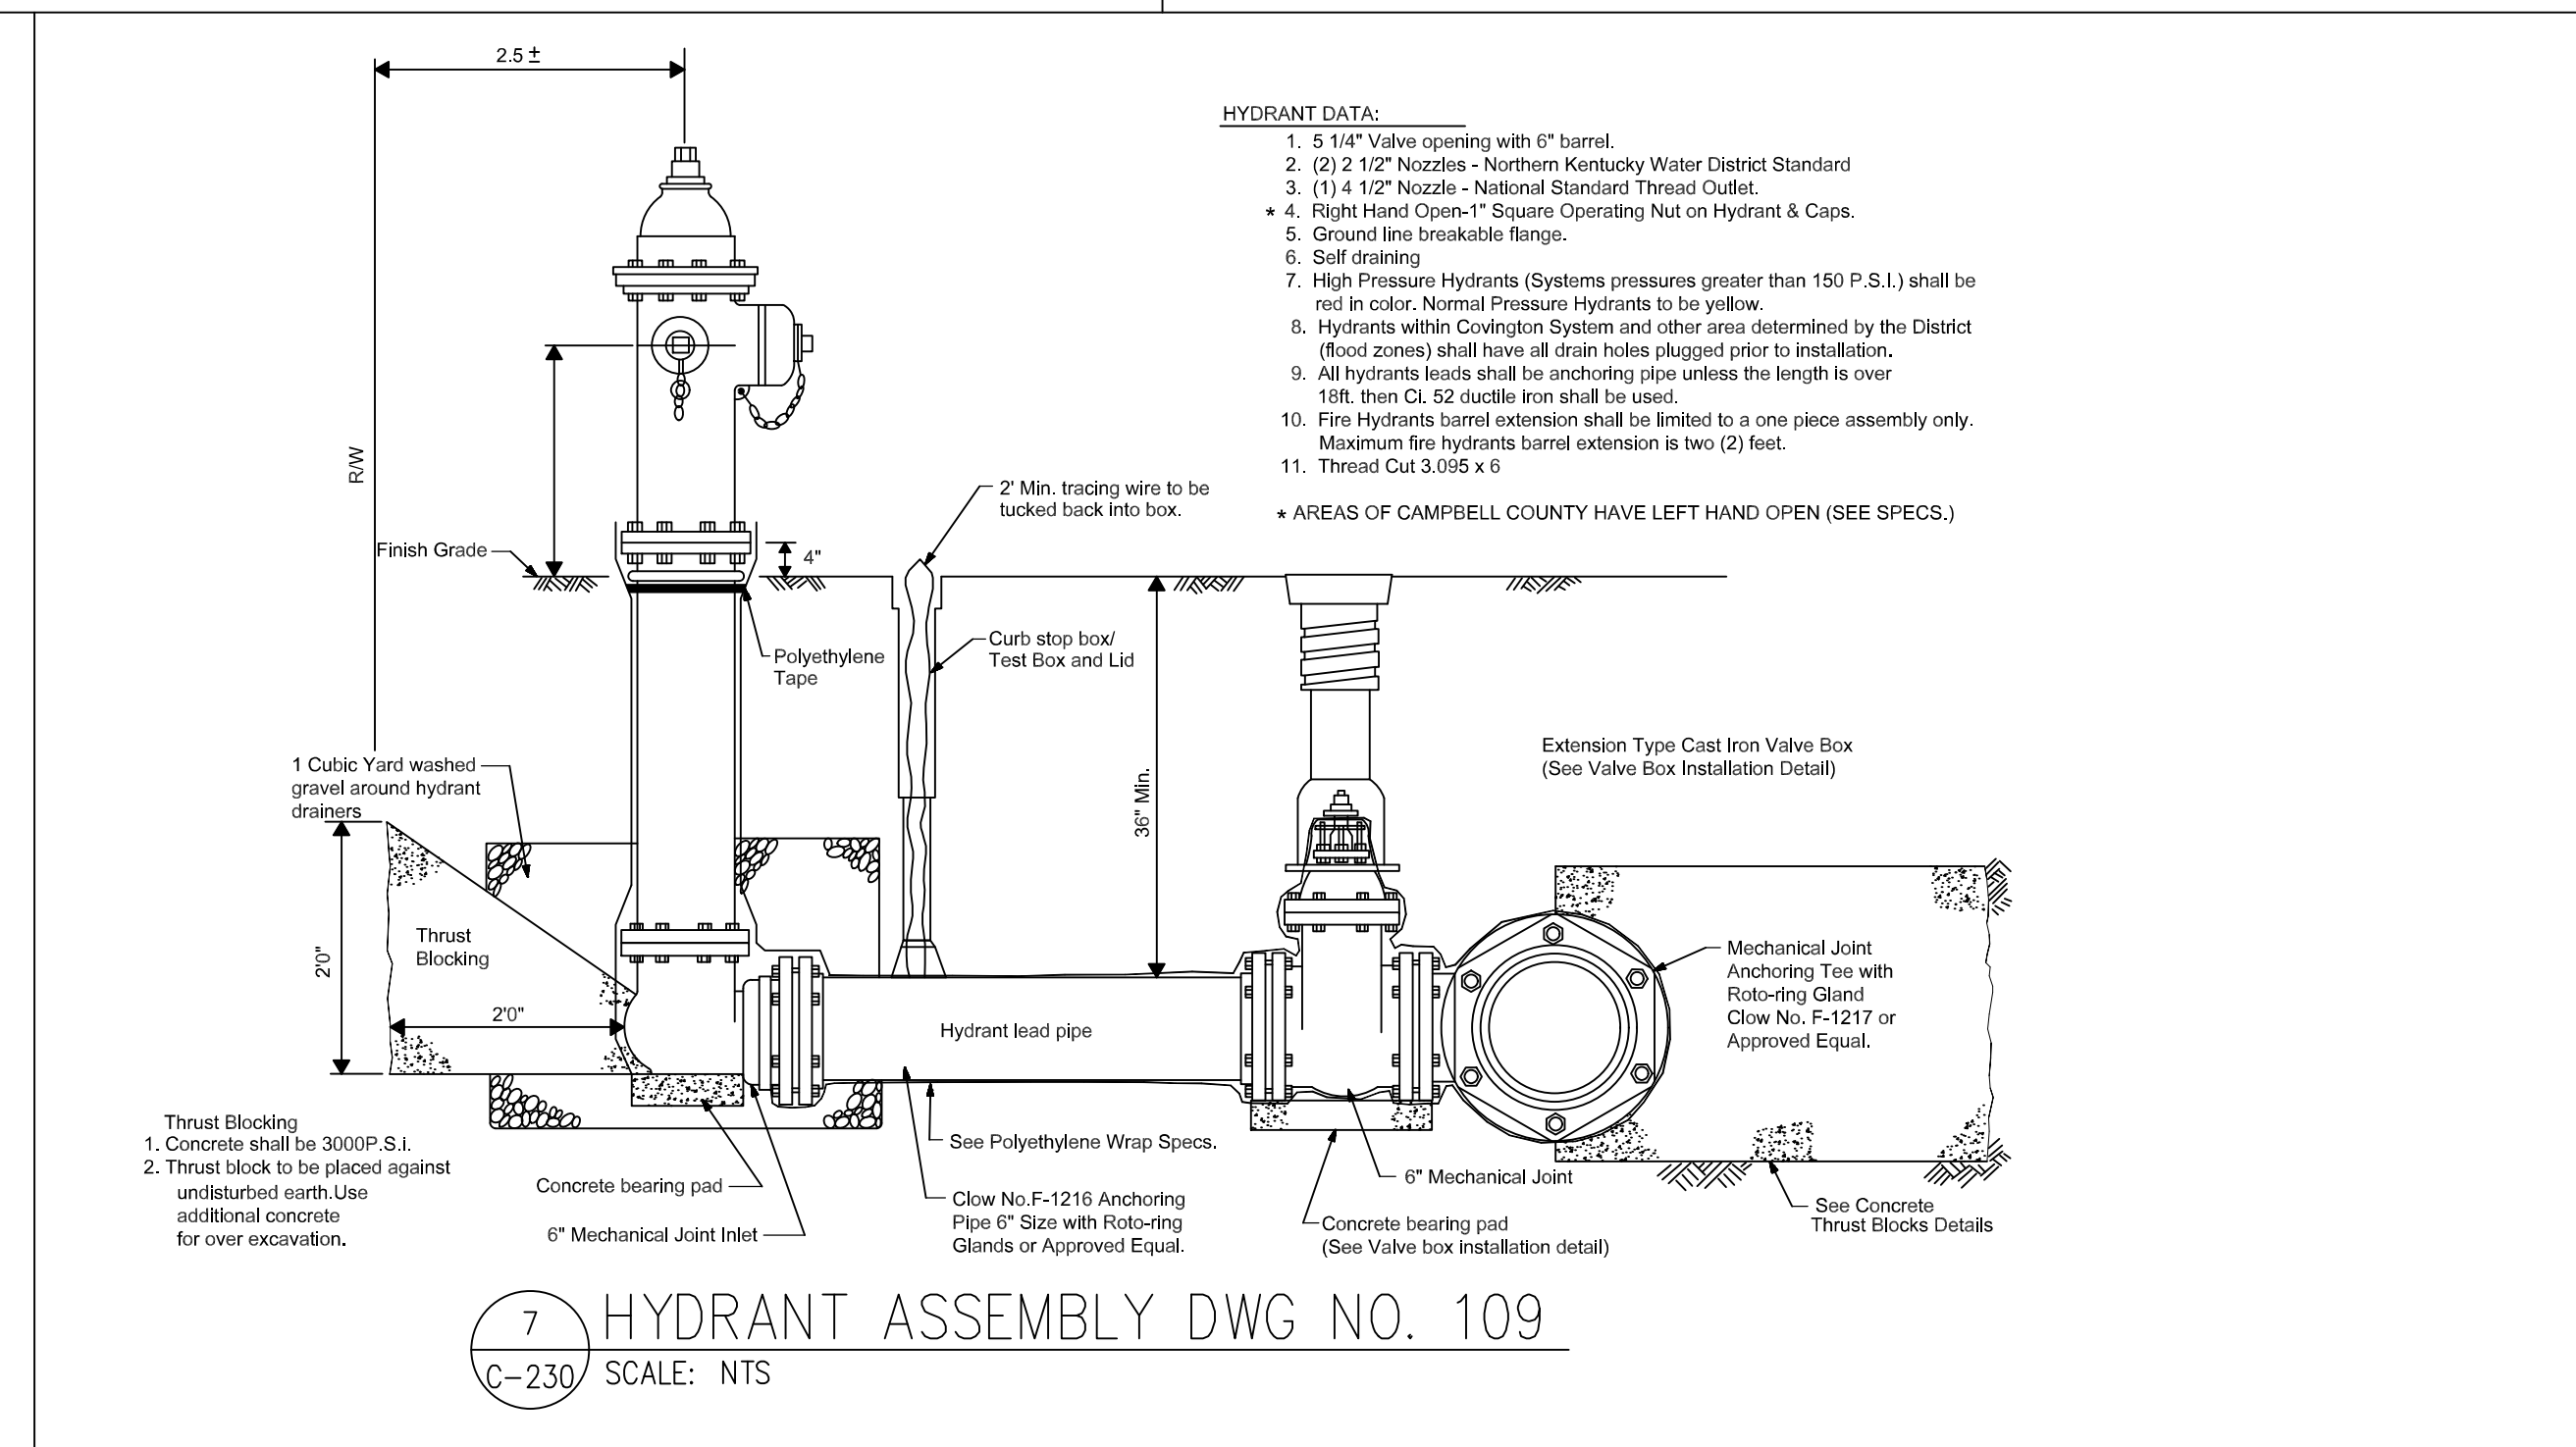 2.5 ±
HYDRANT DATA:
1. 5 1/4" Valve opening with 6" barrel.
2. (2) 2 1/2" Nozzles - Northern Kentucky Water District Standard
3. (1) 4 1/2" Nozzle - National Standard Thread Outlet.
* 4. Right Hand Open-1" Square Operating Nut on Hydrant & Caps.
5. Ground line breakable flange.
6. Self draining
7. High Pressure Hydrants (Systems pressures greater than 150 P.S.I.) shall be
red in color. Normal Pressure Hydrants to be yellow.
8. Hydrants within Covington System and other area determined by the District
(flood zones) shall have all drain holes plugged prior to installation.
9. All hydrants leads shall be anchoring pipe unless the length is over
18ft. then Ci. 52 ductile iron shall be used.
10. Fire Hydrants barrel extension shall be limited to a one piece assembly only.
Maximum fire hydrants barrel extension is two (2) feet.
11. Thread Cut 3.095 x 6
* AREAS OF CAMPBELL COUNTY HAVE LEFT HAND OPEN (SEE SPECS.)
R/W
2' Min. tracing wire to be
tucked back into box.
Finish Grade
4"
Curb stop box/
Test Box and Lid
Polyethylene
Tape
36" Min.
Extension Type Cast Iron Valve Box
(See Valve Box Installation Detail)
1 Cubic Yard washed
gravel around hydrant
drainers
Thrust
Blocking
2'0"
2'0"
Hydrant lead pipe
Mechanical Joint
Anchoring Tee with
Roto-ring Gland
Clow No. F-1217 or
Approved Equal.
Thrust Blocking
1. Concrete shall be 3000P.S.i.
2. Thrust block to be placed against
undisturbed earth.Use
additional concrete
for over excavation.
Concrete bearing pad
6" Mechanical Joint Inlet
See Polyethylene Wrap Specs.
Clow No.F-1216 Anchoring
Pipe 6" Size with Roto-ring
Glands or Approved Equal.
6" Mechanical Joint
Concrete bearing pad
(See Valve box installation detail)
See Concrete
Thrust Blocks Details
7
C-230
HYDRANT ASSEMBLY DWG NO. 109
SCALE: NTS